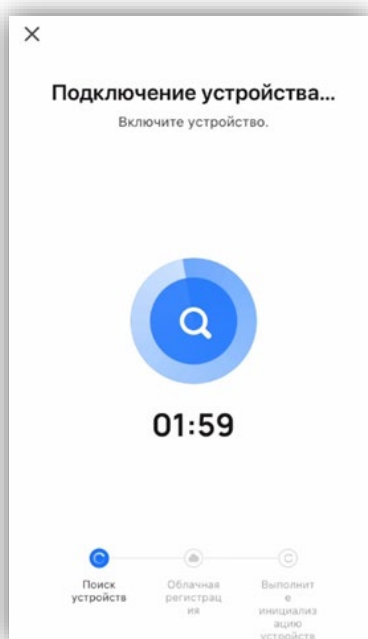 Подключение устройства...
Включите устройство.
01:59
Поиск
устройств
Облачная
регистрац
ия
Выполнит
е
инициализ
ацию
устройств